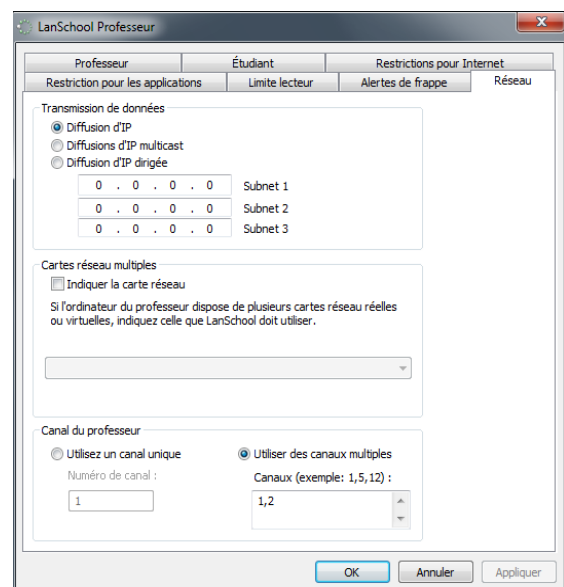 LanSchool Professeur
Professeur
Étudiant
Restrictions pour Internet
Restriction pour les applications
Limite lecteur
Alertes de frappe
Réseau
Transmission de données
Diffusion d'IP
Diffusions d'IP multicast
Diffusion d'IP dirigée
0 . 0 . 0 . 0 Subnet 1
0 . 0 . 0 . 0 Subnet 2
0 . 0 . 0 . 0 Subnet 3
Cartes réseau multiples
Indiquer la carte réseau
Si l'ordinateur du professeur dispose de plusieurs cartes réseau réelles
ou virtuelles, indiquez celle que LanSchool doit utiliser.
Canal du professeur
Utilisez un canal unique
Utiliser des canaux multiples
Numéro de canal :
Canaux (exemple: 1,5,12) :
1
1,2
OK
Annuler
Appliquer